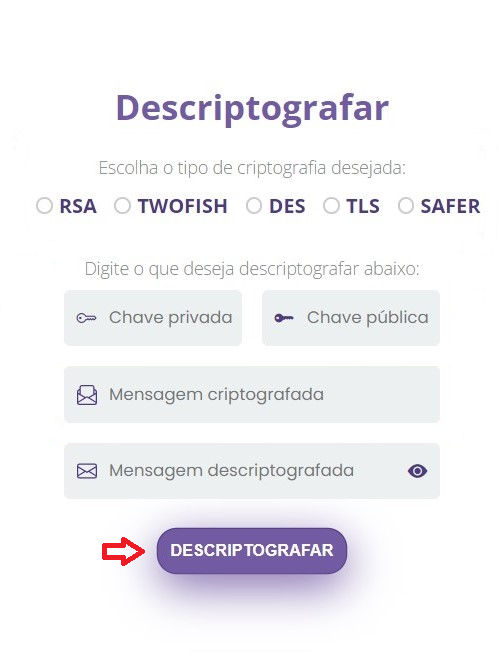 Descriptografar
Escolha o tipo de criptografia desejada:
RSA TWOFISH DES TLS SAFER
Digite o que deseja descriptografar abaixo:
Chave privada Chave pública
Mensagem criptografada
Mensagem descriptografada
DESCRIPTOGRAFAR